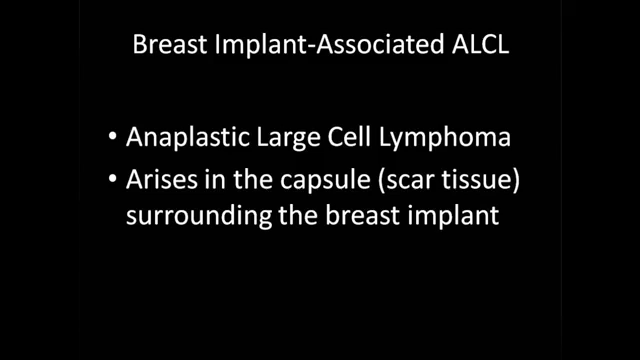 Breast Implant-Associated ALCL
• Anaplastic Large Cell Lymphoma
• Arises in the capsule (scar tissue)
surrounding the breast implant